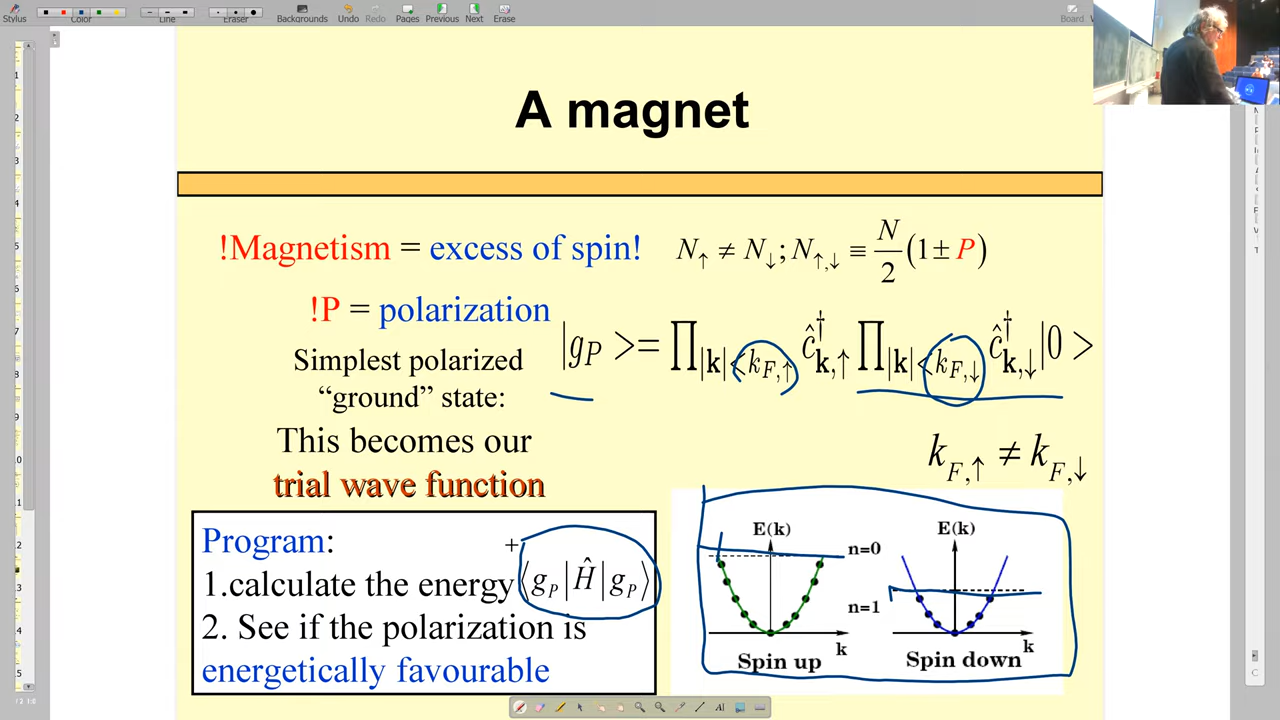 Stylus
Color
Line
Eraser
Backgrounds
Undo
Redo
Pages
Previous
Next
Erase
Board
A magnet
!Magnetism = excess of spin!
N↑ ≠ N↓; N↑,↓ ≡ N/2 (1 ± P)
!P = polarization
Simplest polarized
“ground” state:
|g_P >= ∏_{|k|<k_{F,↑}} ĉ†_{k,↑} ∏_{|k|<k_{F,↓}} ĉ†_{k,↓} |0 >
This becomes our
trial wave function
k_{F,↑} ≠ k_{F,↓}
Program:
1.calculate the energy ⟨g_P|Ĥ|g_P⟩
2. See if the polarization is
energetically favourable
E(k)
n=0
n=1
k
Spin up
E(k)
k
Spin down